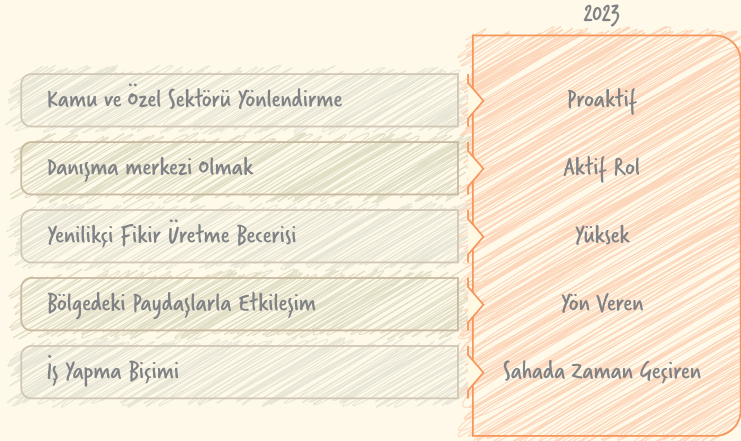 2023
Kamu ve Özel Sektörü Yönlendirme
Proaktif
Danışma merkezi Olmak
Aktif Rol
Yenilikçi Fikir Üretme Becerisi
Yüksek
Bölgedeki Paydaşlarla Etkileşim
Yön Veren
İş Yapma Biçimi
Sahada Zaman Geçiren